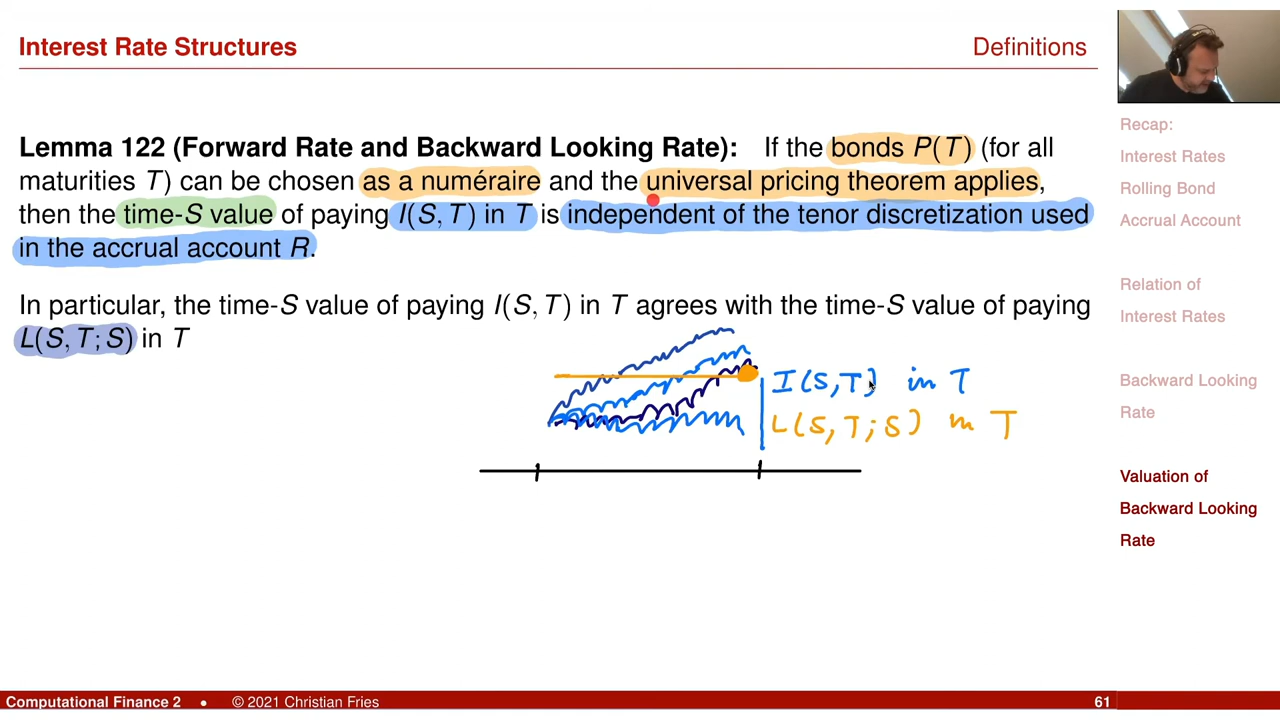 Interest Rate Structures
Definitions
Lemma 122 (Forward Rate and Backward Looking Rate): If the bonds P(T) (for all
maturities T) can be chosen as a numéraire and the universal pricing theorem applies,
then the time-S value of paying I(S, T) in T is independent of the tenor discretization used
in the accrual account R.
In particular, the time-S value of paying I(S, T) in T agrees with the time-S value of paying
L(S, T; S) in T
I(S,T) in T
L(S,T;S) in T
Recap:
Interest Rates
Rolling Bond
Accrual Account
Relation of
Interest Rates
Backward Looking
Rate
Valuation of
Backward Looking
Rate
Computational Finance 2 • © 2021 Christian Fries
61